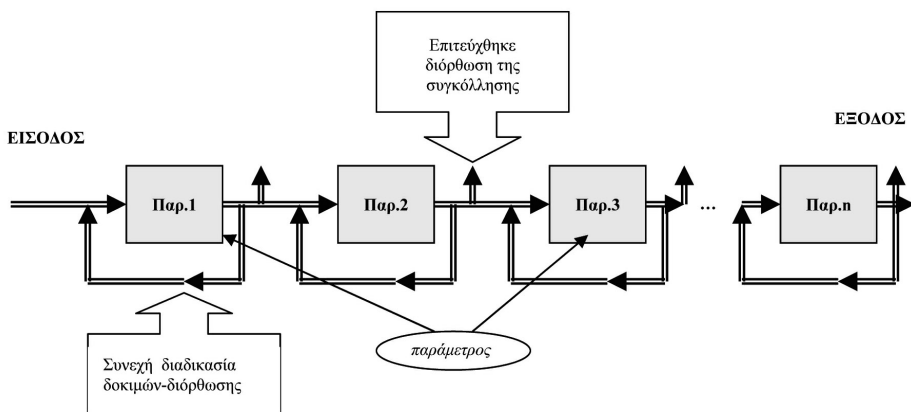 Επιτεύχθηκε
διόρθωση της
συγκόλλησης
ΕΙΣΟΔΟΣ
ΕΞΟΔΟΣ
Παρ.1
Παρ.2
Παρ.3
...
Παρ.n
παράμετρος
Συνεχή διαδικασία
δοκιμών-διόρθωσης